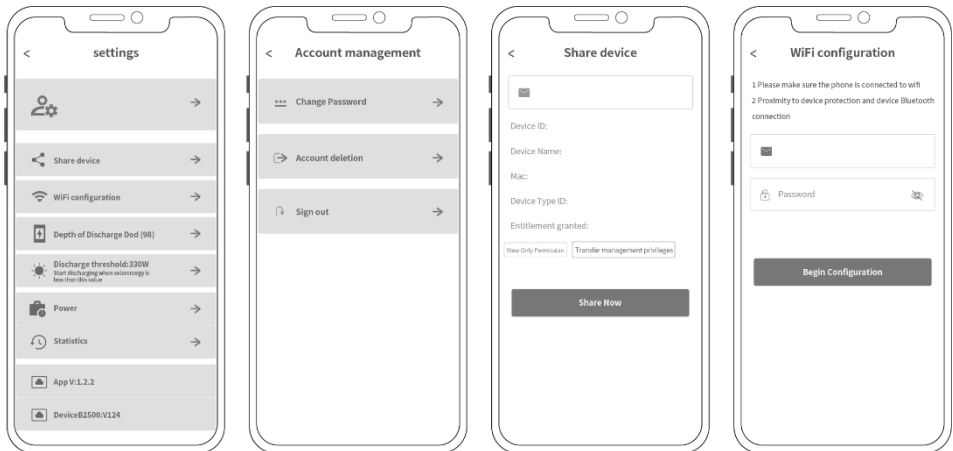 < settings
Share device
WiFi configuration
Depth of Discharge Dod (98)
Discharge threshold:330W
Start discharging when solarenergy is
less than this value
Power
Statistics
App V:1.2.2
DeviceB2500:V124
< Account management
Change Password
Account deletion
Sign out
< Share device
Device ID:
Device Name:
Mac:
Device Type ID:
Entitlement granted:
View Only Permission Transfer management privileges
Share Now
< WiFi configuration
1 Please make sure the phone is connected to wifi
2 Proximity to device protection and device Bluetooth
connection
Password
Begin Configuration